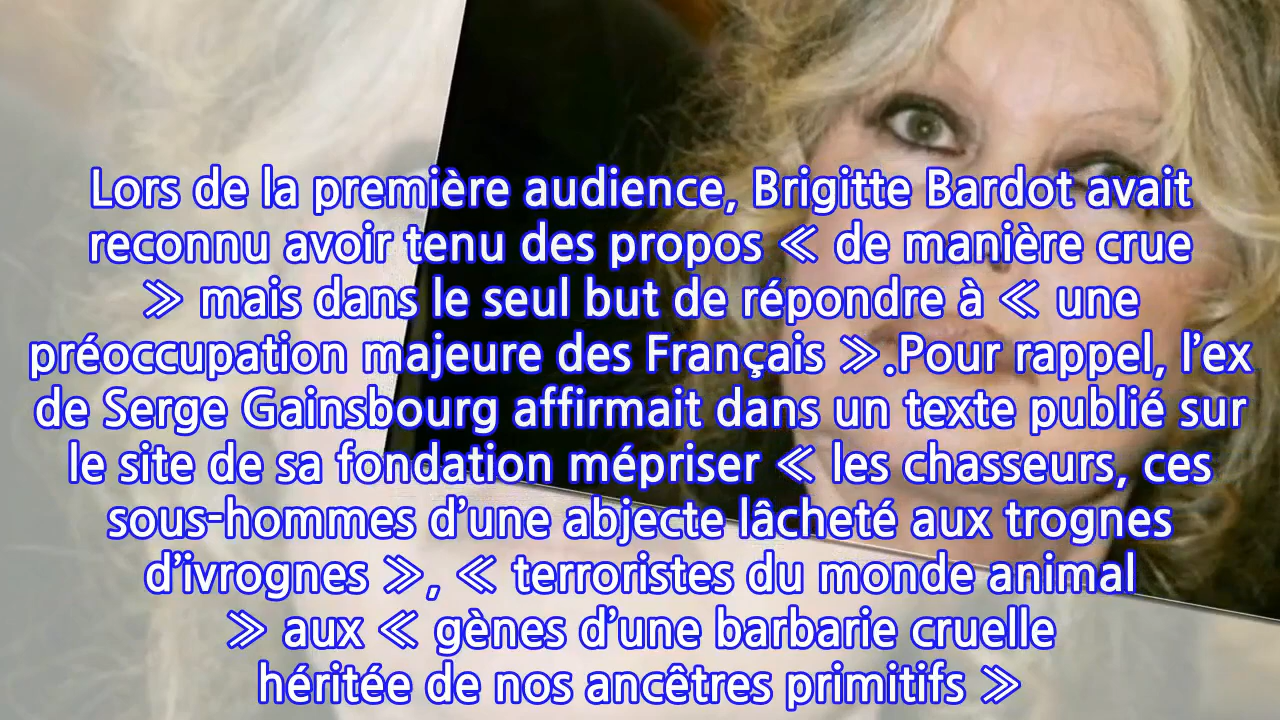 Lors de la première audience, Brigitte Bardot avait
reconnu avoir tenu des propos ≪ de manière crue
≫ mais dans le seul but de répondre à ≪ une
préoccupation majeure des Français ≫.Pour rappel, l’ex
de Serge Gainsbourg affirmait dans un texte publié sur
le site de sa fondation mépriser ≪ les chasseurs, ces
sous-hommes d’une abjecte lâcheté aux trognes
d’ivrognes ≫, ≪ terroristes du monde animal
≫ aux ≪ gènes d’une barbarie cruelle
héritée de nos ancêtres primitifs ≫